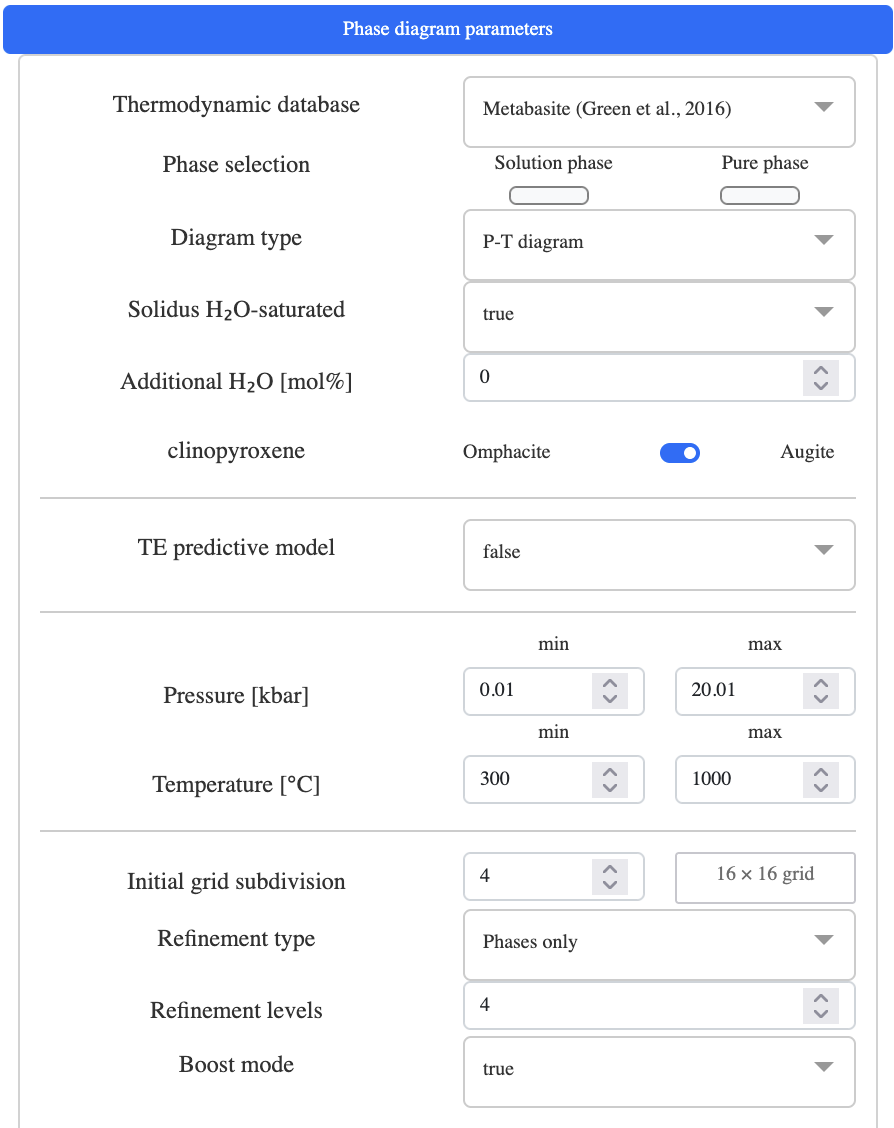 Phase diagram parameters
Thermodynamic database
Metabasite (Green et al., 2016)
Phase selection
Solution phase
Pure phase
Diagram type
P-T diagram
Solidus H₂O-saturated
true
Additional H₂O [mol%]
0
clinopyroxene
Omphacite
Augite
TE predictive model
false
min
max
Pressure [kbar]
0.01
20.01
min
max
Temperature [°C]
300
1000
Initial grid subdivision
4
16 × 16 grid
Refinement type
Phases only
Refinement levels
4
Boost mode
true